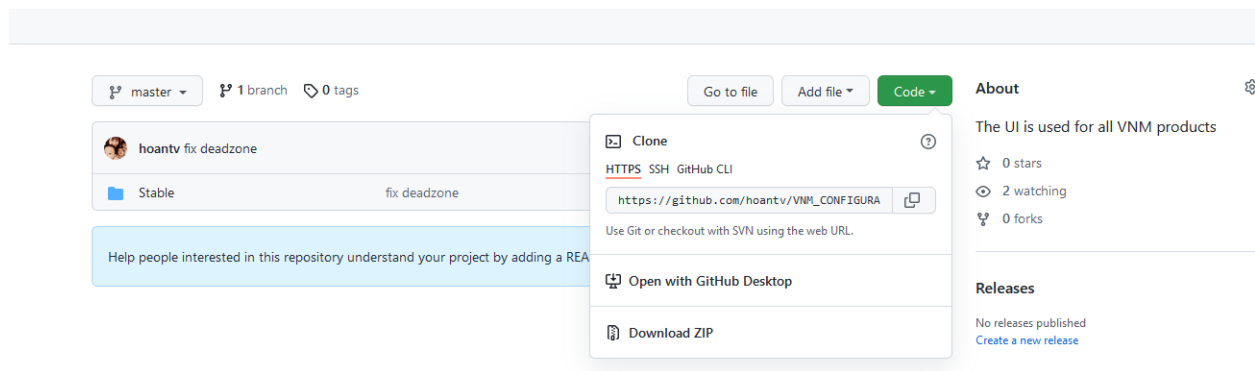 master
1 branch
0 tags
Go to file
Add file
Code
hoantv fix deadzone
Stable
fix deadzone
Help people interested in this repository understand your project by adding a REA
Clone
HTTPS SSH GitHub CLI
https://github.com/hoantv/VNM_CONFIGURA
Use Git or checkout with SVN using the web URL.
Open with GitHub Desktop
Download ZIP
About
The UI is used for all VNM products
0 stars
2 watching
0 forks
Releases
No releases published
Create a new release